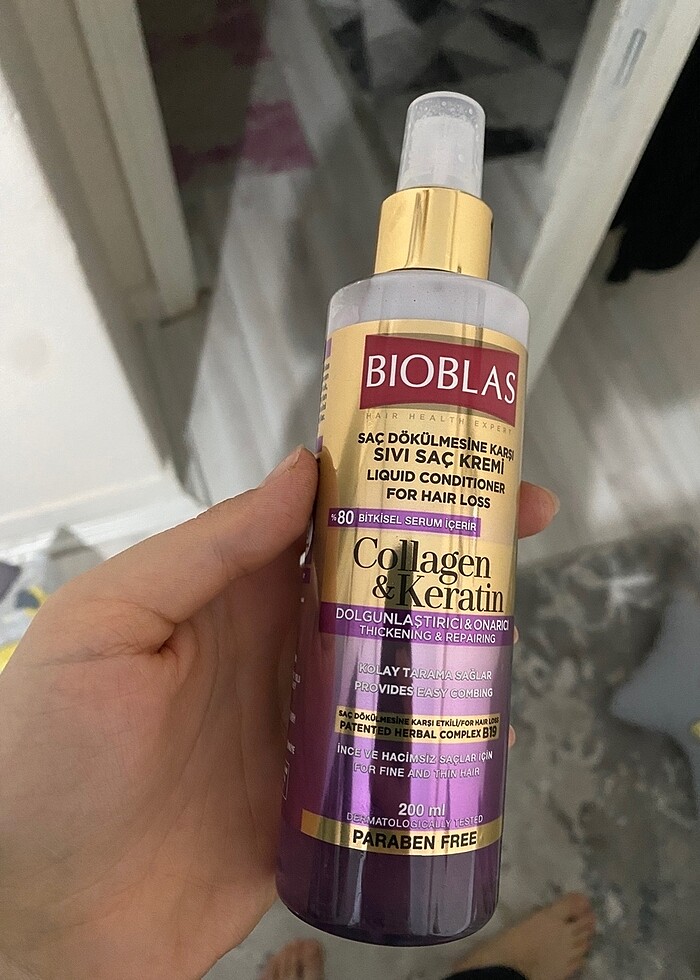 BIOBLAS
HAIR HEALTH EXPERT
SAÇ DÖKÜLMESİNE KARŞI
SIVI SAÇ KREMİ
LIQUID CONDITIONER
FOR HAIR LOSS
%80 BİTKİSEL SERUM İÇERİR
Collagen
& Keratin
DOLGUNLAŞTIRICI & ONARICI
THICKENING & REPAIRING
KOLAY TARAMA SAĞLAR
PROVIDES EASY COMBING
SAÇ DÖKÜLMESİNE KARŞI ETKİLİ/FOR HAIR LOSS
PATENTED HERBAL COMPLEX B19
İNCE VE HACİMSİZ SAÇLAR İÇİN
FOR FINE AND THIN HAIR
200 ml
DERMATOLOGICALLY TESTED
PARABEN FREE